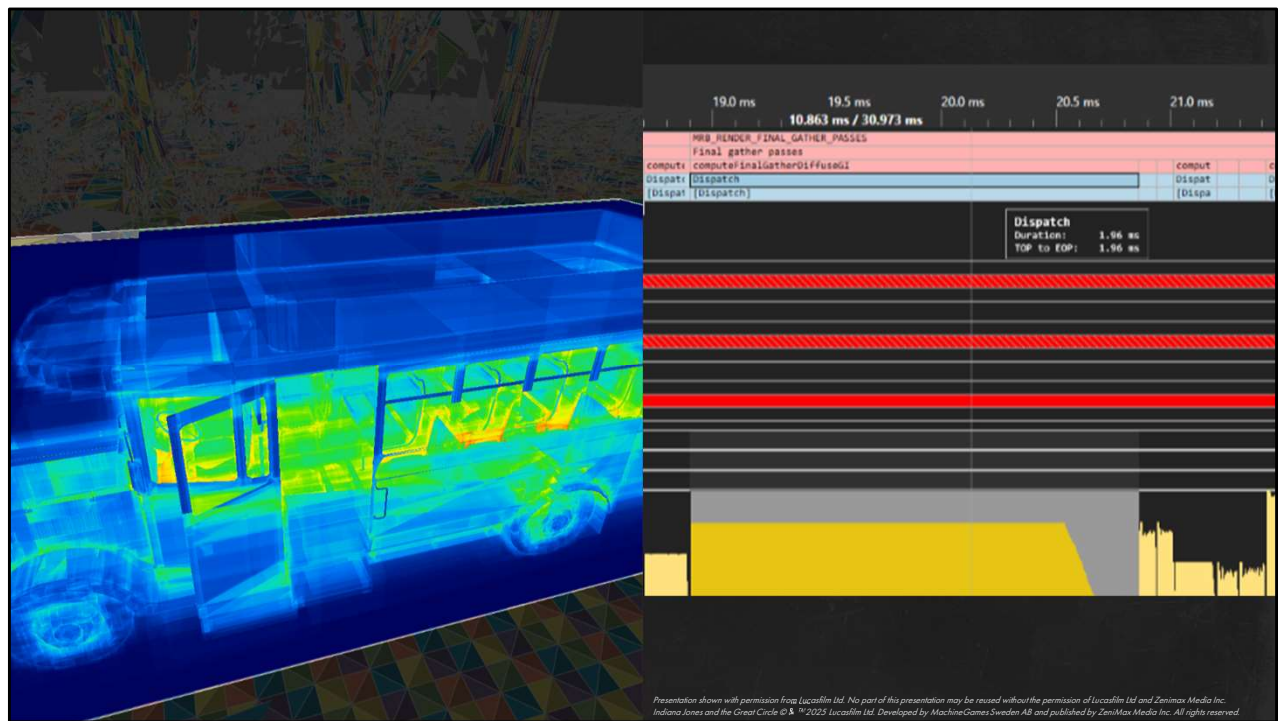 19.0 ms 19.5 ms 20.0 ms 20.5 ms 21.0 ms
10.863 ms / 30.973 ms
MRB_RENDER_FINAL_GATHER_PASSES
Final gather passes
compute computeFinalGatherDiffuseGI comput c
Dispatc Dispatch Dispat D
[Dispat [Dispatch] [Dispa [
Dispatch
Duration: 1.96 ms
TOP to EOP: 1.96 ms
Presentation shown with permission from Lucasfilm Ltd. No part of this presentation may be reused without the permission of Lucasfilm Ltd and Zenimax Media Inc.
Indiana Jones and the Great Circle © & ™ 2025 Lucasfilm Ltd. Developed by MachineGames Sweden AB and published by ZeniMax Media Inc. All rights reserved.